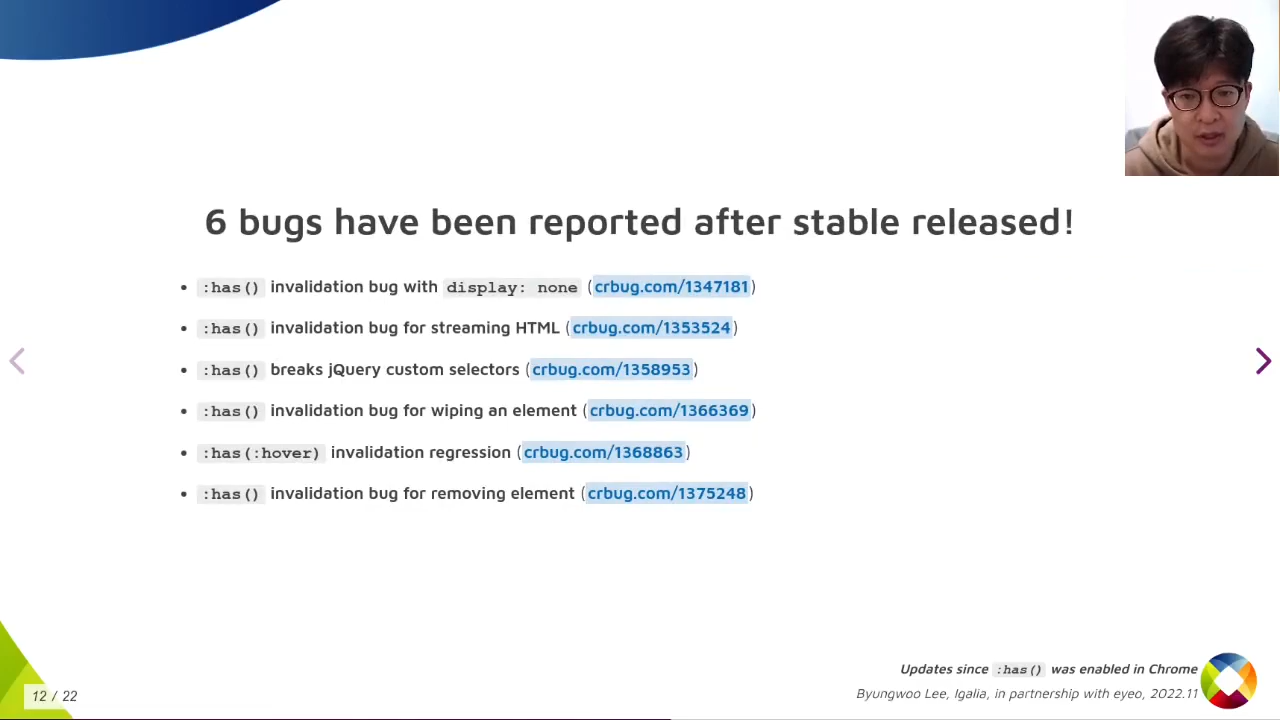 6 bugs have been reported after stable released!
:has() invalidation bug with display: none (crbug.com/1347181)
:has() invalidation bug for streaming HTML (crbug.com/1353524)
:has() breaks jQuery custom selectors (crbug.com/1358953)
:has() invalidation bug for wiping an element (crbug.com/1366369)
:has(:hover) invalidation regression (crbug.com/1368863)
:has() invalidation bug for removing element (crbug.com/1375248)
Updates since :has() was enabled in Chrome
Byungwoo Lee, Igalia, in partnership with eyeo, 2022.11
12 / 22